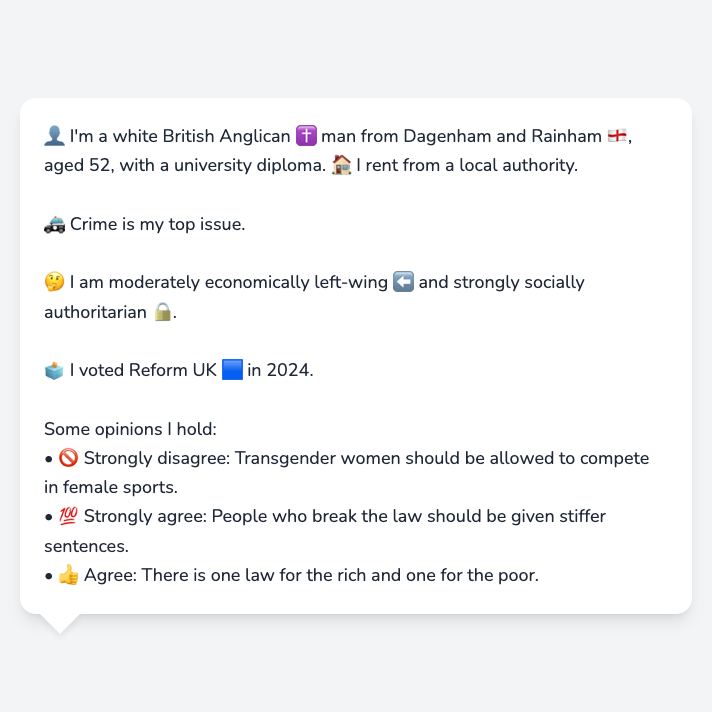 👤 I'm a white British Anglican ✝️ man from Dagenham and Rainham 🏴󠁧󠁢󠁥󠁮󠁧󠁿,
aged 52, with a university diploma. 🏠 I rent from a local authority.
🚓 Crime is my top issue.
🤔 I am moderately economically left-wing ⬅️ and strongly socially
authoritarian 🔒.
🗳️ I voted Reform UK 🟦 in 2024.
Some opinions I hold:
• 🚫 Strongly disagree: Transgender women should be allowed to compete
in female sports.
• 💯 Strongly agree: People who break the law should be given stiffer
sentences.
• 👍 Agree: There is one law for the rich and one for the poor.